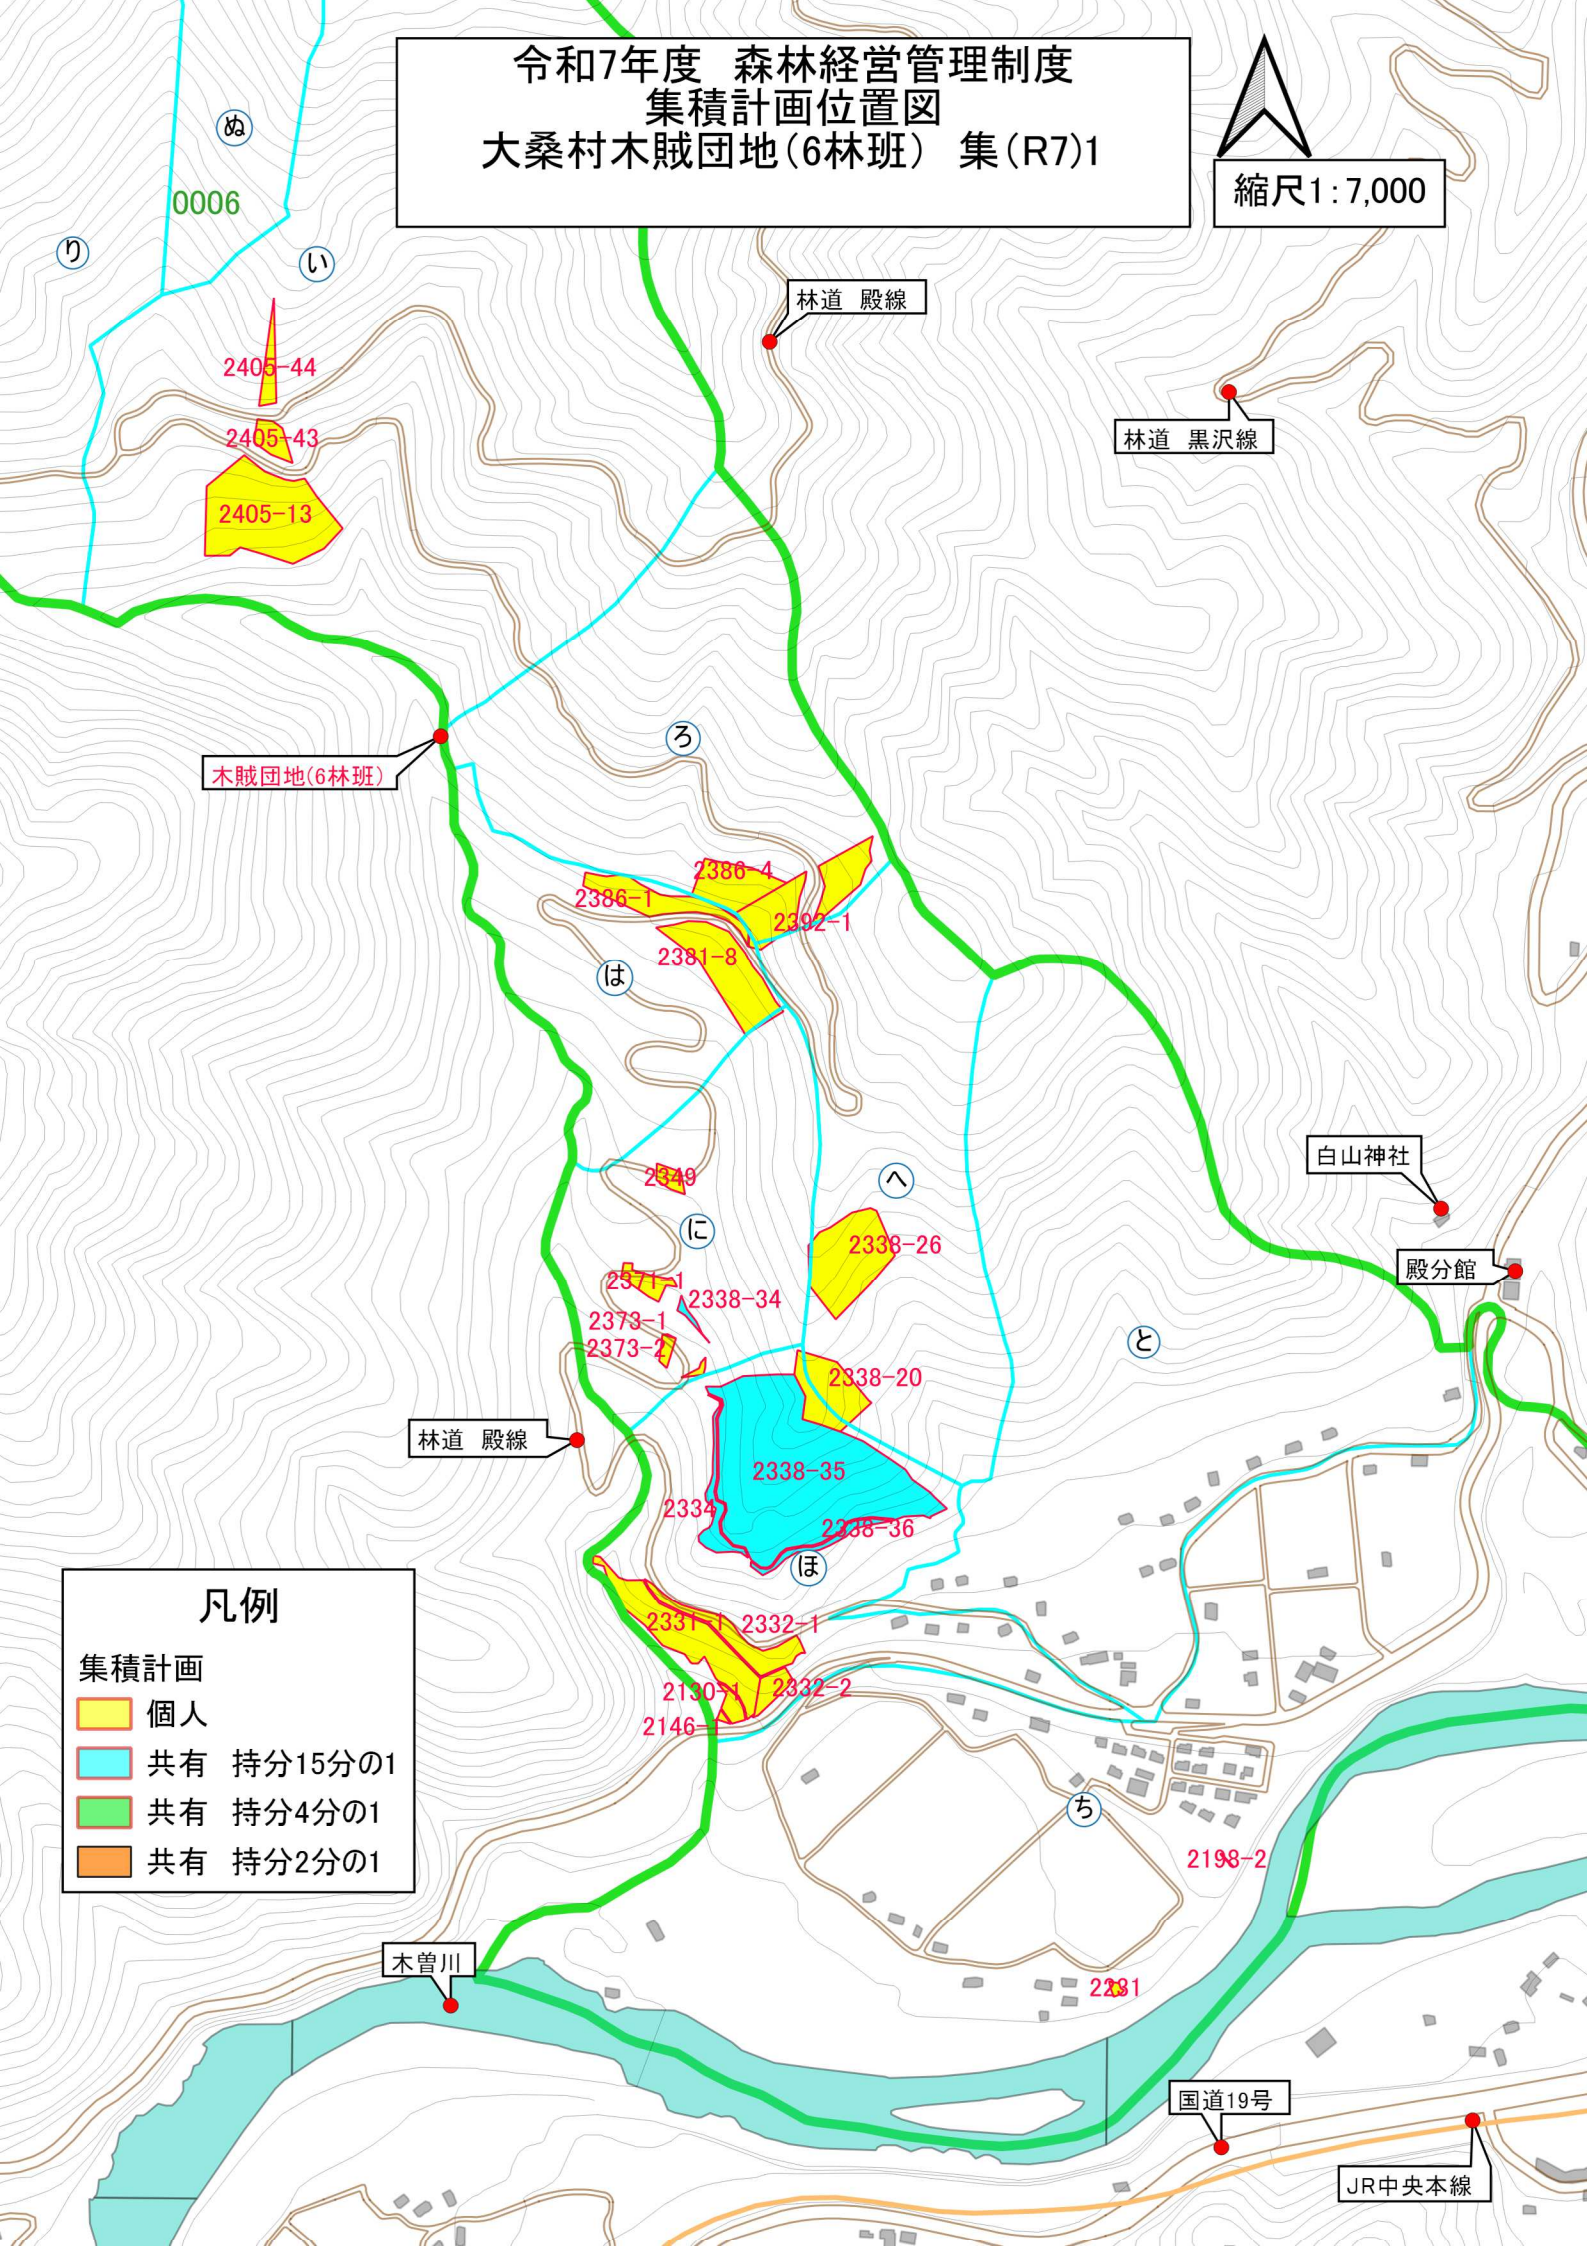 令和7年度　森林経営管理制度
集積計画位置図
大桑村木賊団地（6林班）　集（R7)1
縮尺1：7,000
ぬ
0006
り
い
林道　殿線
2405-44
2405-43
林道　黒沢線
2405-13
ろ
木賊団地(6林班)
2386-4
2386-1
2392-1
2381-8
は
白山神社
2349
へ
に
2338-26
殿分館
2371-1
2338-34
2373-1
2373-2
と
2338-20
林道　殿線
2338-35
2334
2338-36
ほ
凡例
集積計画
個人
共有　持分15分の1
共有　持分4分の1
共有　持分2分の1
2331-1
2332-1
2130-1
2332-2
2146-1
ち
2198-2
木曽川
2231
国道19号
JR中央本線